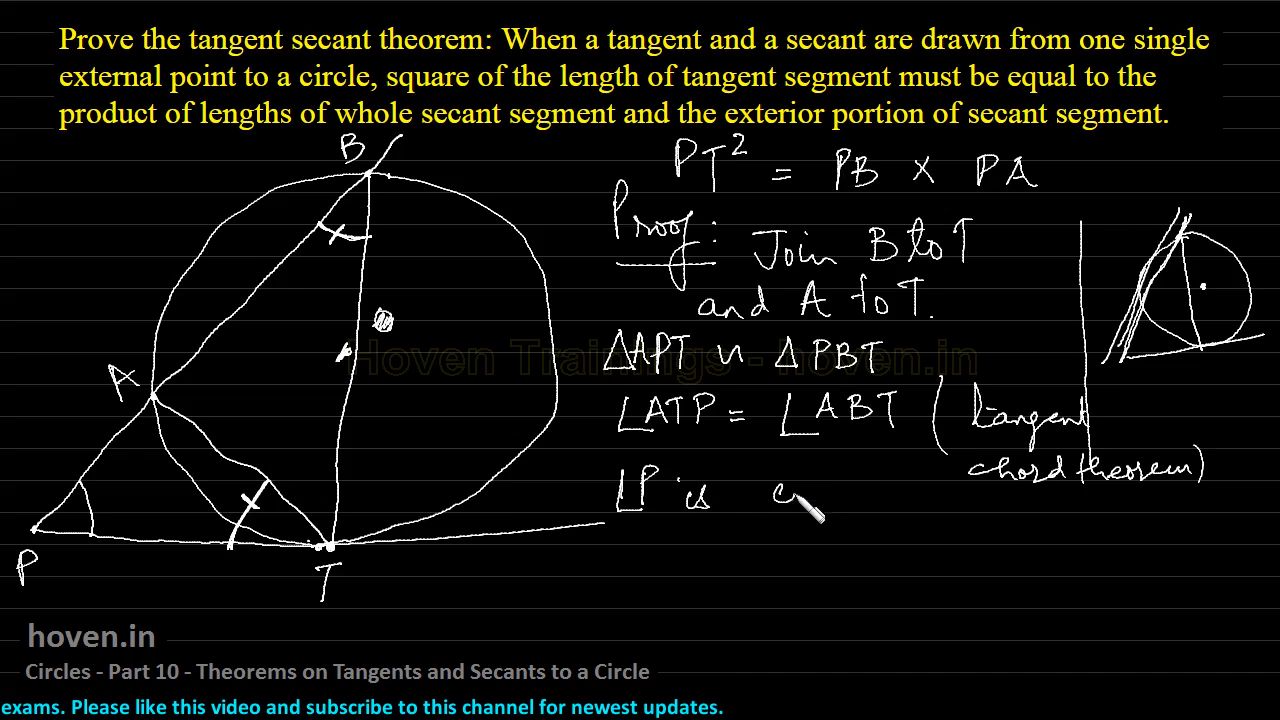 Prove the tangent secant theorem: When a tangent and a secant are drawn from one single
external point to a circle, square of the length of tangent segment must be equal to the
product of lengths of whole secant segment and the exterior portion of secant segment.
B
PT² = PB × PA
Proof: Join B to T
and A to T.
Hoven Trainings - hoven.in
ΔAPT ~ ΔPBT
A
∠ATP = ∠ABT (tangent
chord theorem)
∠P is c
P
T
hoven.in
Circles - Part 10 - Theorems on Tangents and Secants to a Circle
exams. Please like this video and subscribe to this channel for newest updates.